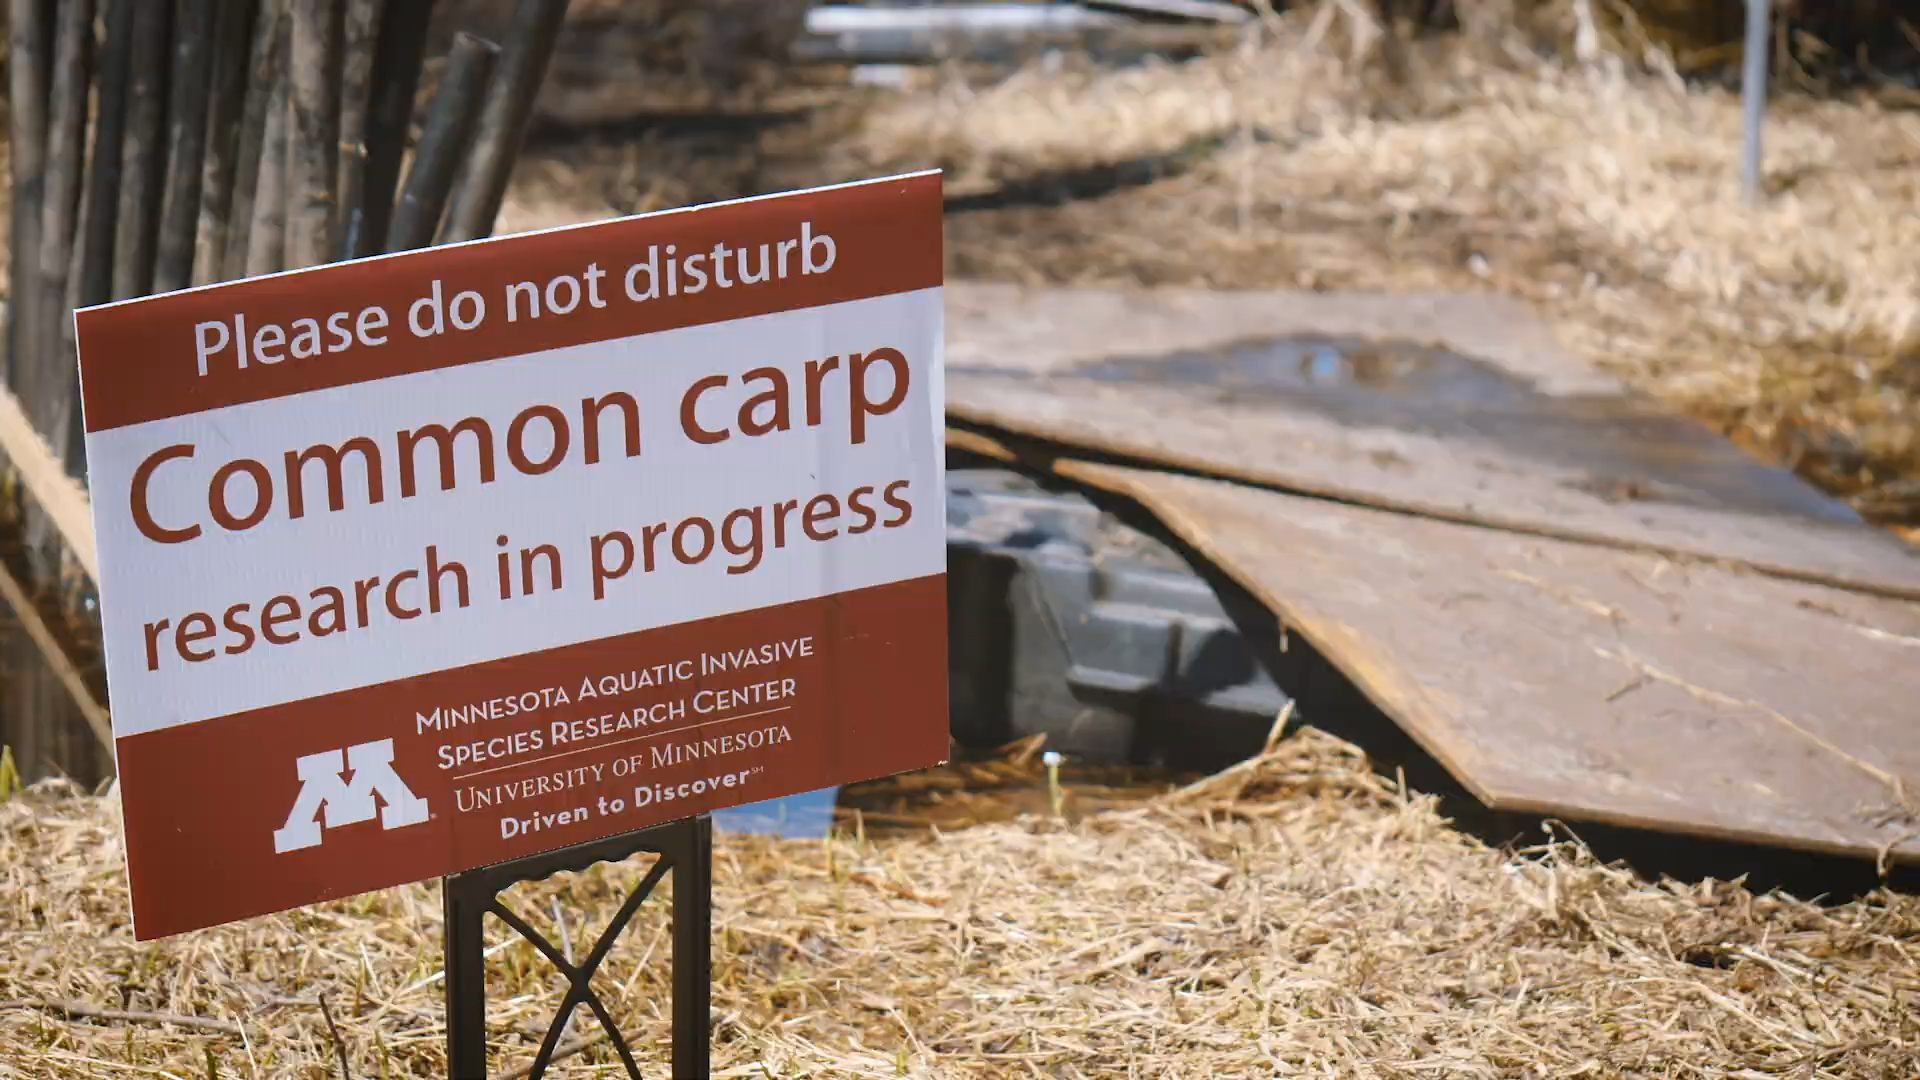 Please do not disturb
Common carp
research in progress
MINNESOTA AQUATIC INVASIVE
SPECIES RESEARCH CENTER
UNIVERSITY OF MINNESOTA
Driven to Discover℠
M